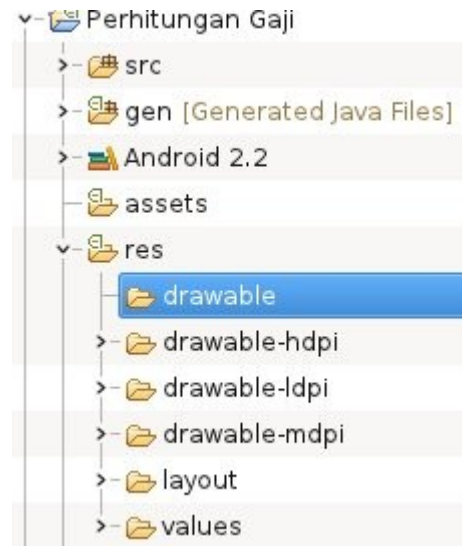 Perhitungan Gaji
src
gen [Generated Java Files]
Android 2.2
assets
res
drawable
drawable-hdpi
drawable-ldpi
drawable-mdpi
layout
values